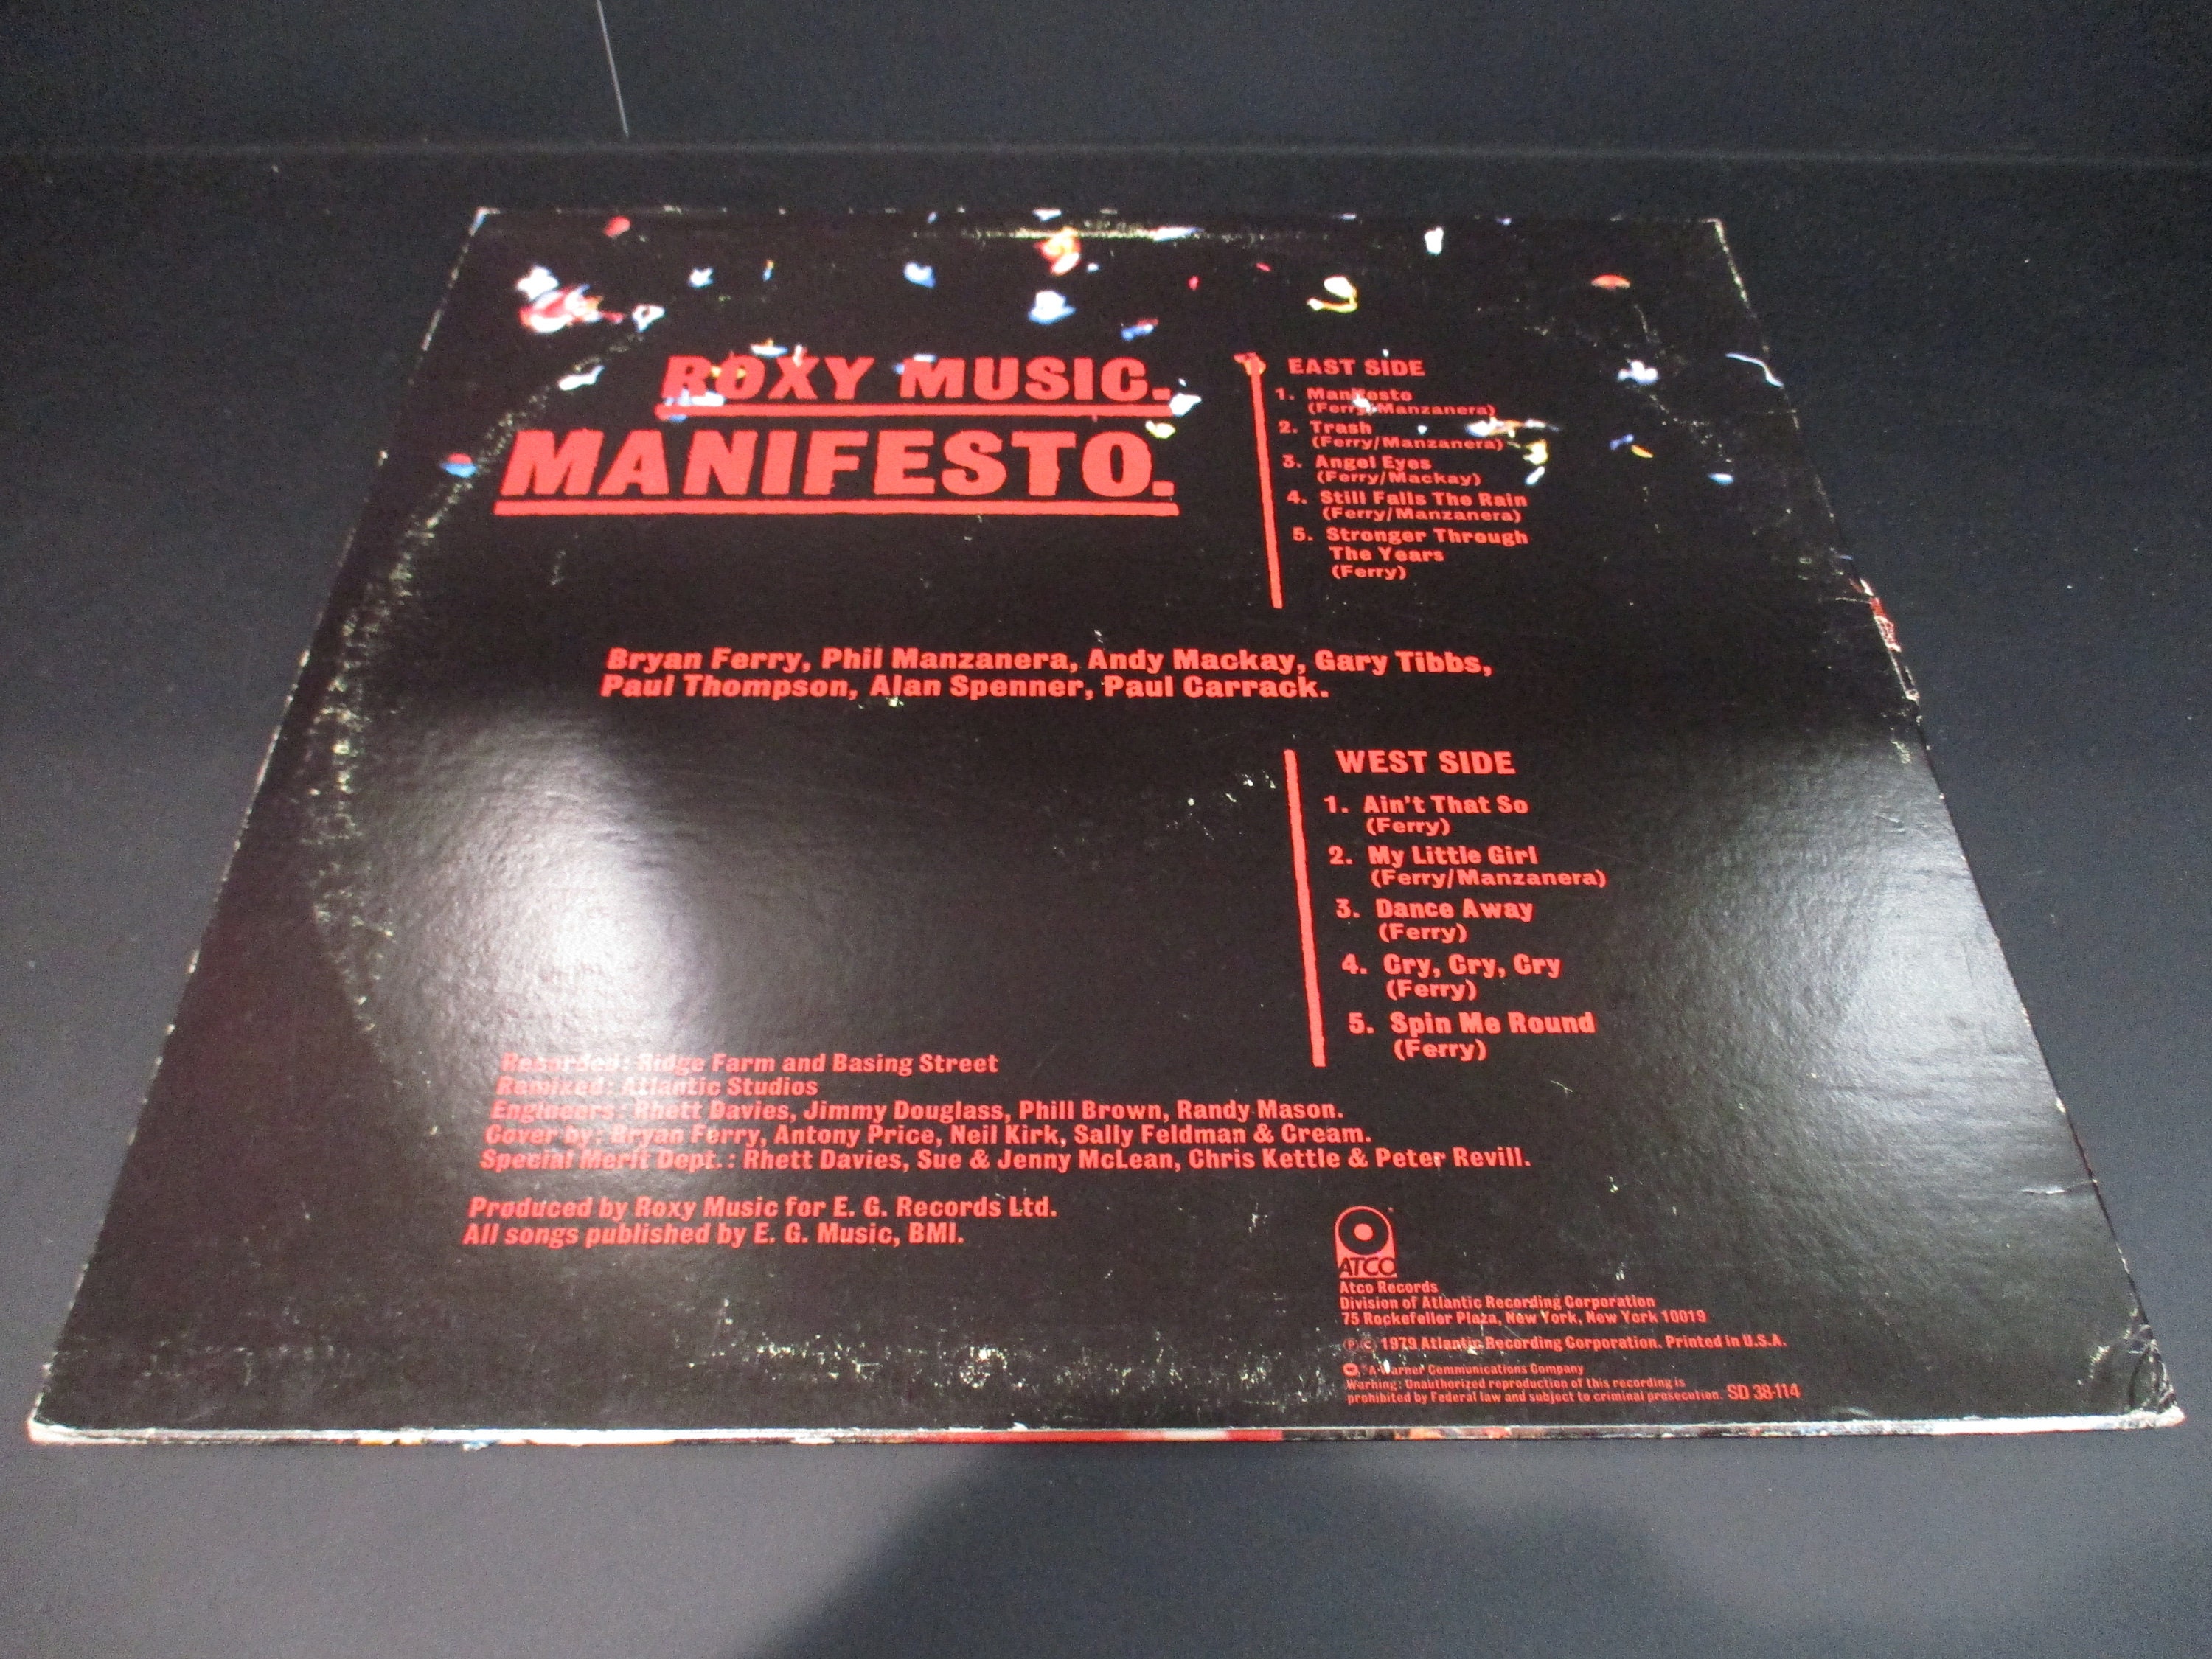 ROXY MUSIC.
MANIFESTO.
EAST SIDE
1. Manifesto
(Ferry/Manzanera)
2. Trash
(Ferry/Manzanera)
3. Angel Eyes
(Ferry/Mackay)
4. Still Falls The Rain
(Ferry/Manzanera)
5. Stronger Through
The Years
(Ferry)
Bryan Ferry, Phil Manzanera, Andy Mackay, Gary Tibbs,
Paul Thompson, Alan Spenner, Paul Carrack.
WEST SIDE
1. Ain't That So
(Ferry)
2. My Little Girl
(Ferry/Manzanera)
3. Dance Away
(Ferry)
4. Cry, Cry, Cry
(Ferry)
5. Spin Me Round
(Ferry)
Recorded: Ridge Farm and Basing Street
Remixed: Atlantic Studios
Engineers: Rhett Davies, Jimmy Douglass, Phill Brown, Randy Mason.
Cover by: Bryan Ferry, Antony Price, Neil Kirk, Sally Feldman & Cream.
Special Merit Dept.: Rhett Davies, Sue & Jenny McLean, Chris Kettle & Peter Revill.
Produced by Roxy Music for E. G. Records Ltd.
All songs published by E. G. Music, BMI.
ATCO
Atco Records
Division of Atlantic Recording Corporation
75 Rockefeller Plaza, New York, New York 10019
℗ © 1979 Atlantic Recording Corporation. Printed in U.S.A.
A Warner Communications Company
Warning: Unauthorized reproduction of this recording is
prohibited by Federal law and subject to criminal prosecution. SD 38-114